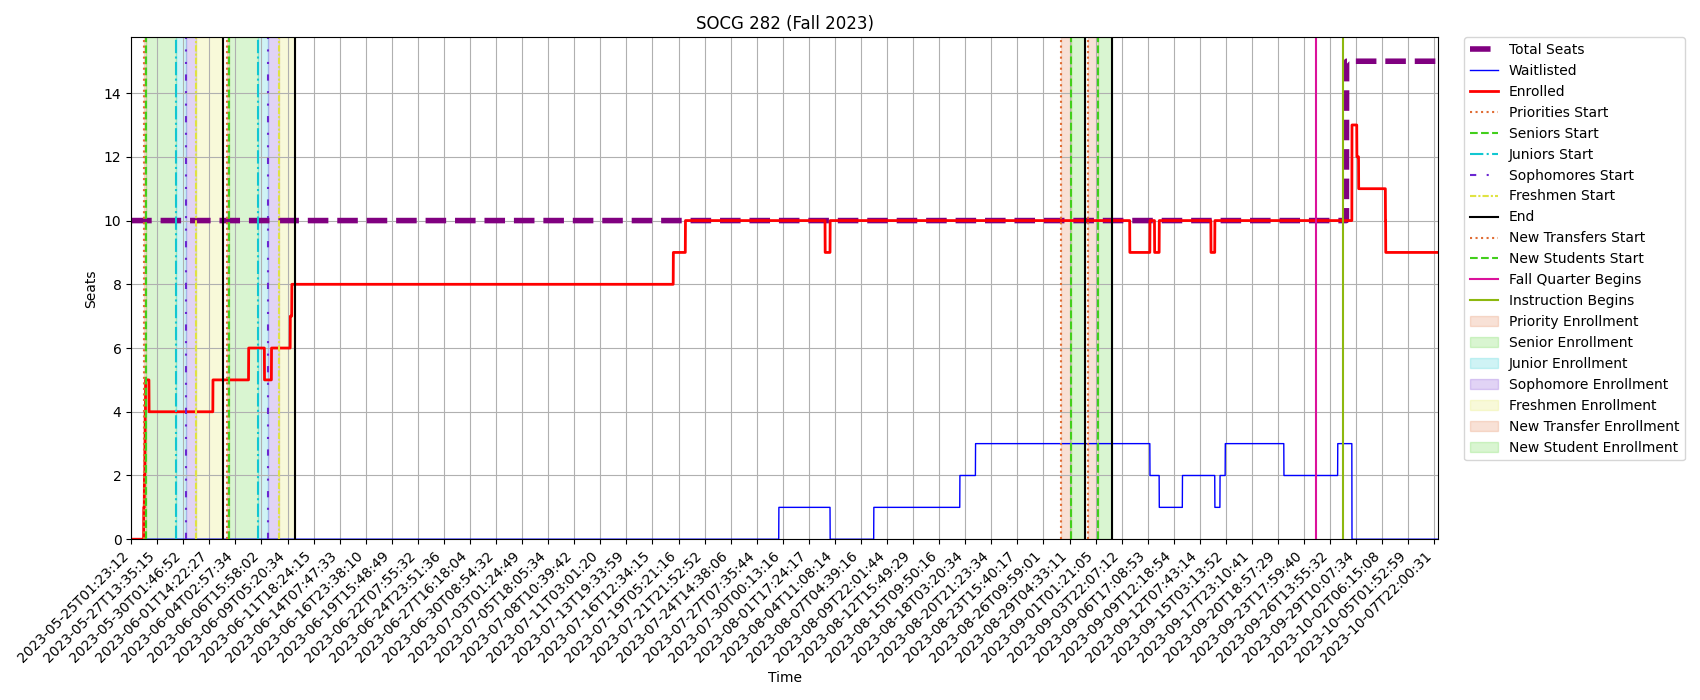 SOCG 282 (Fall 2023)
Seats
14
12
10
8
6
4
2
0
2023-05-25T01:23:12
2023-05-27T13:35:15
2023-05-30T01:46:52
2023-06-01T14:22:27
2023-06-04T02:57:34
2023-06-06T15:58:02
2023-06-09T05:20:34
2023-06-11T18:24:15
2023-06-14T07:47:33
2023-06-16T23:38:10
2023-06-19T15:48:49
2023-06-22T07:55:32
2023-06-24T23:51:36
2023-06-27T16:18:04
2023-06-30T08:54:32
2023-07-03T01:24:49
2023-07-05T18:05:34
2023-07-08T10:39:42
2023-07-11T03:01:20
2023-07-13T19:33:59
2023-07-16T12:34:15
2023-07-19T05:21:16
2023-07-21T21:52:52
2023-07-24T14:38:06
2023-07-27T07:35:44
2023-07-30T00:13:16
2023-08-01T17:24:17
2023-08-04T11:08:14
2023-08-07T04:39:16
2023-08-09T22:01:44
2023-08-12T15:49:29
2023-08-15T09:50:16
2023-08-18T03:20:34
2023-08-20T21:23:34
2023-08-23T15:40:17
2023-08-26T09:59:01
2023-08-29T04:33:11
2023-09-01T01:21:05
2023-09-03T22:07:12
2023-09-06T17:08:53
2023-09-09T12:18:54
2023-09-12T07:43:14
2023-09-15T03:13:52
2023-09-17T23:10:41
2023-09-20T18:57:29
2023-09-23T17:59:40
2023-09-26T13:55:32
2023-09-29T10:07:34
2023-10-02T06:15:08
2023-10-05T01:52:59
2023-10-07T22:00:31
Time
Total Seats
Waitlisted
Enrolled
Priorities Start
Seniors Start
Juniors Start
Sophomores Start
Freshmen Start
End
New Transfers Start
New Students Start
Fall Quarter Begins
Instruction Begins
Priority Enrollment
Senior Enrollment
Junior Enrollment
Sophomore Enrollment
Freshmen Enrollment
New Transfer Enrollment
New Student Enrollment